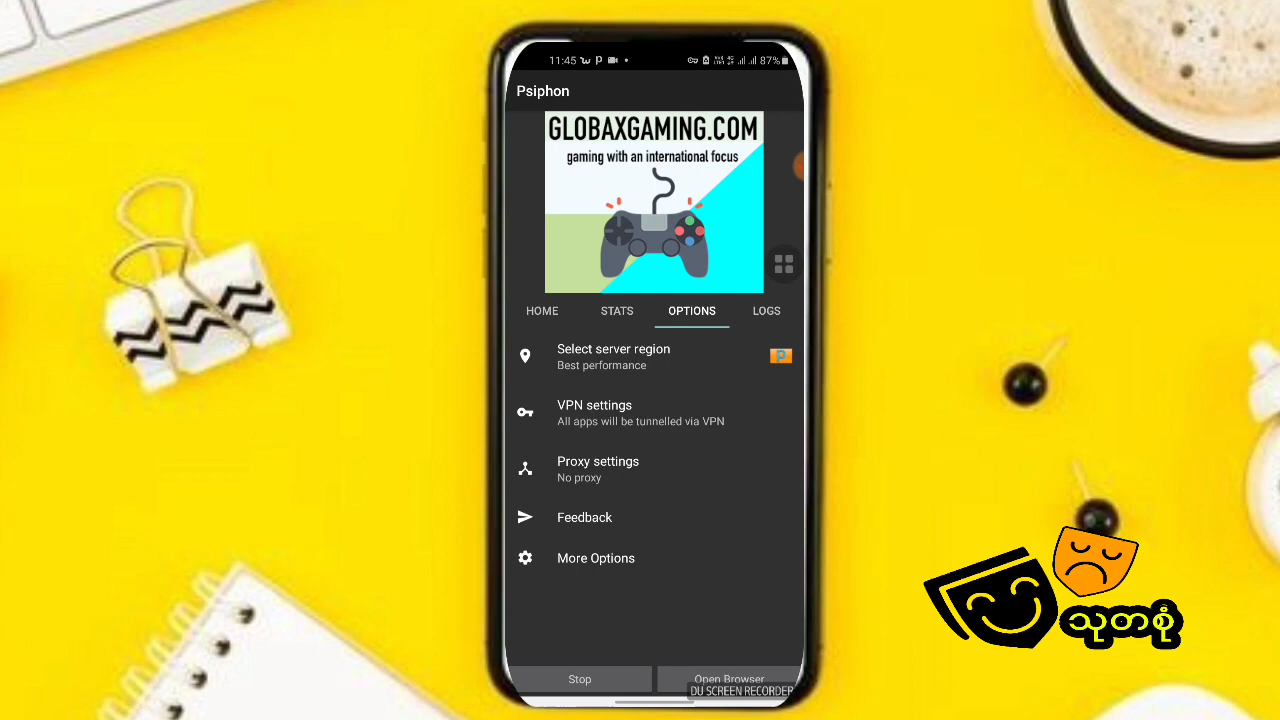 11:45
87%
Psiphon
GLOBAXGAMING.COM
gaming with an international focus
HOME
STATS
OPTIONS
LOGS
Select server region
Best performance
P
VPN settings
All apps will be tunnelled via VPN
Proxy settings
No proxy
Feedback
More Options
Stop
Open Browser
DU SCREEN RECORDER
သုတစုံ